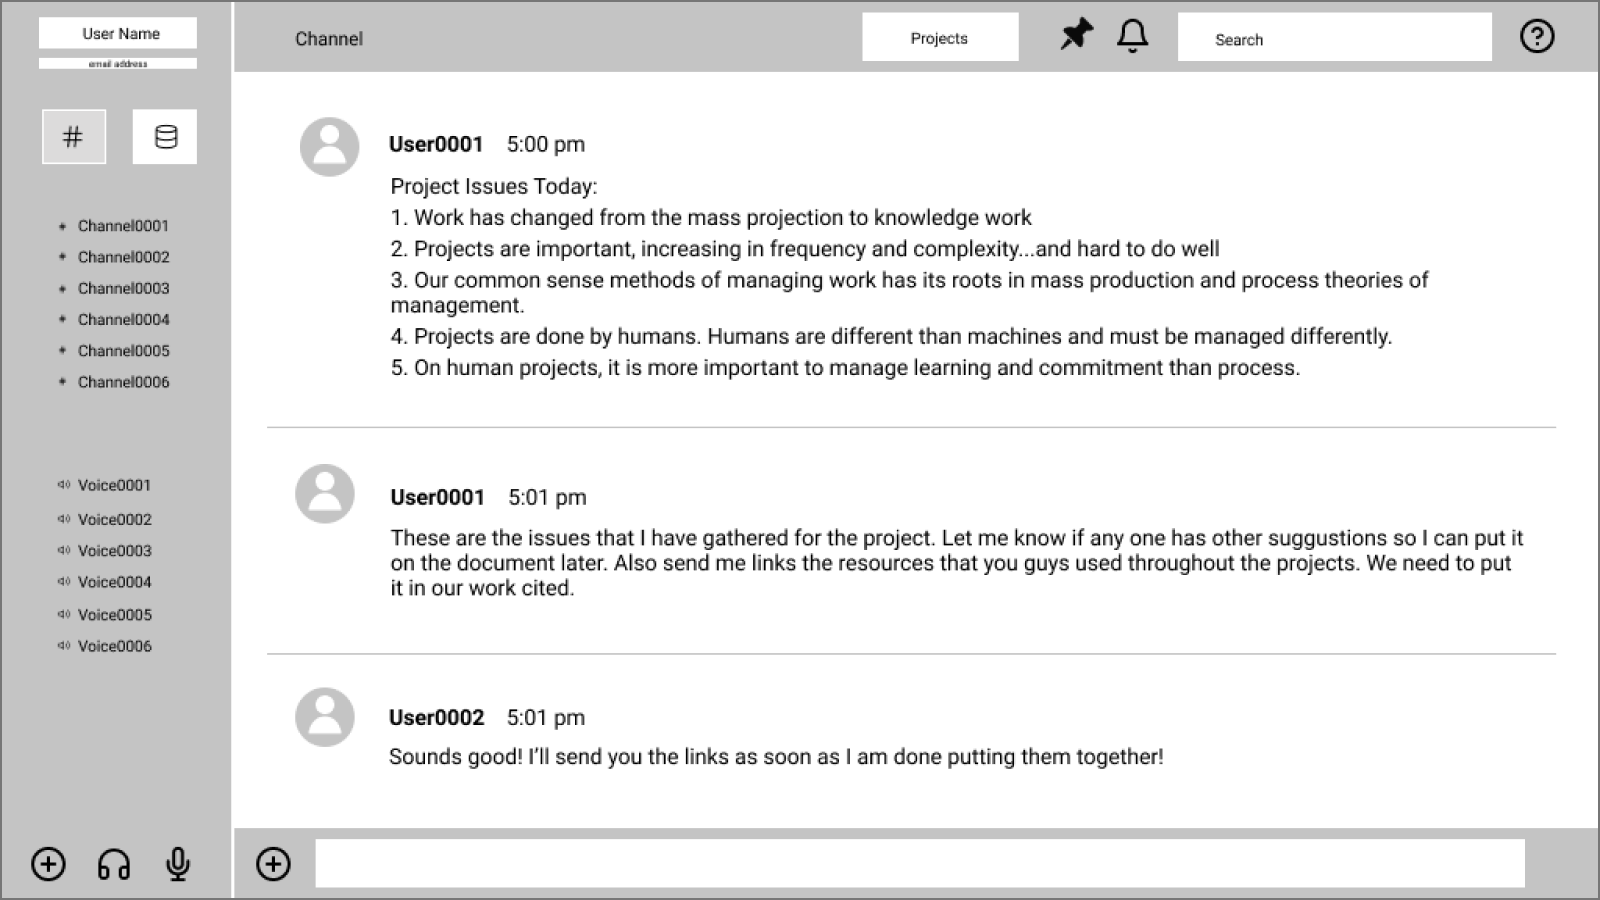 User Name
email address
Channel
Projects
Search
#
Channel0001
Channel0002
Channel0003
Channel0004
Channel0005
Channel0006
Voice0001
Voice0002
Voice0003
Voice0004
Voice0005
Voice0006
User0001 5:00 pm
Project Issues Today:
1. Work has changed from the mass projection to knowledge work
2. Projects are important, increasing in frequency and complexity...and hard to do well
3. Our common sense methods of managing work has its roots in mass production and process theories of
management.
4. Projects are done by humans. Humans are different than machines and must be managed differently.
5. On human projects, it is more important to manage learning and commitment than process.
User0001 5:01 pm
These are the issues that I have gathered for the project. Let me know if any one has other suggustions so I can put it
on the document later. Also send me links the resources that you guys used throughout the projects. We need to put
it in our work cited.
User0002 5:01 pm
Sounds good! I’ll send you the links as soon as I am done putting them together!